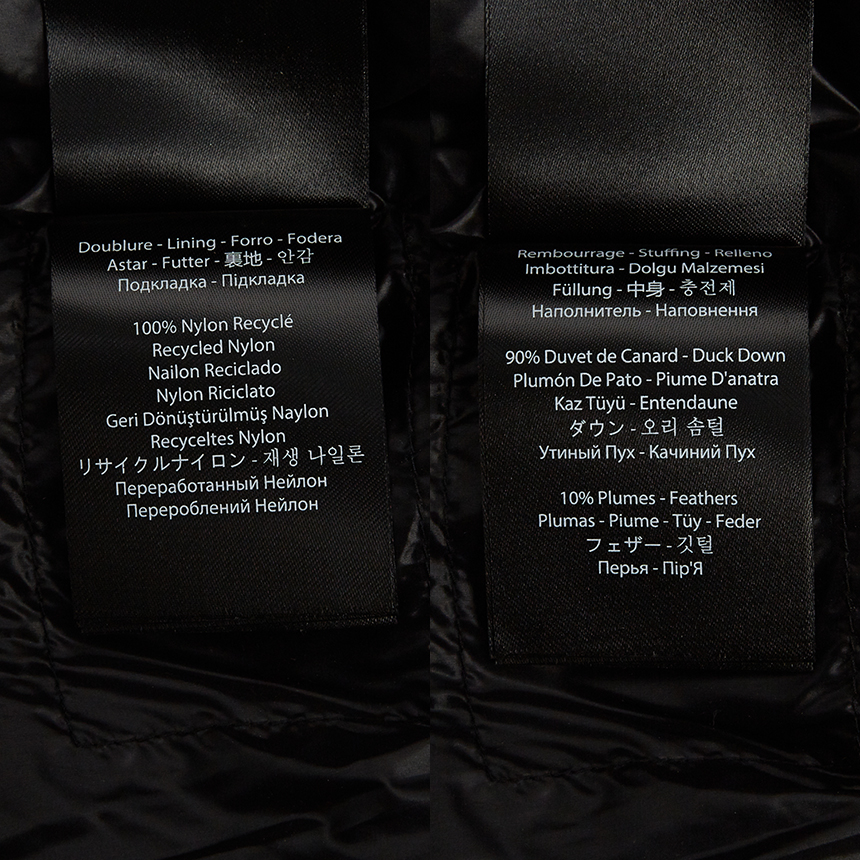 Doublure - Lining - Forro - Fodera
Astar - Futter - 裏地 - 안감
Подкладка - Підкладка
100% Nylon Recyclé
Recycled Nylon
Nailon Reciclado
Nylon Riciclato
Geri Dönüştürülmüş Naylon
Recyceltes Nylon
リサイクルナイロン - 재생 나일론
Переработанный Нейлон
Перероблений Нейлон
Rembourrage - Stuffing - Relleno
Imbottitura - Dolgu Malzemesi
Füllung - 中身 - 충전제
Наполнитель - Наповнення
90% Duvet de Canard - Duck Down
Plumón De Pato - Piume D'anatra
Kaz Tüyü - Entendaune
ダウン - 오리 솜털
Утиный Пух - Качиний Пух
10% Plumes - Feathers
Plumas - Piume - Tüy - Feder
フェザー - 깃털
Перья - Пір'Я